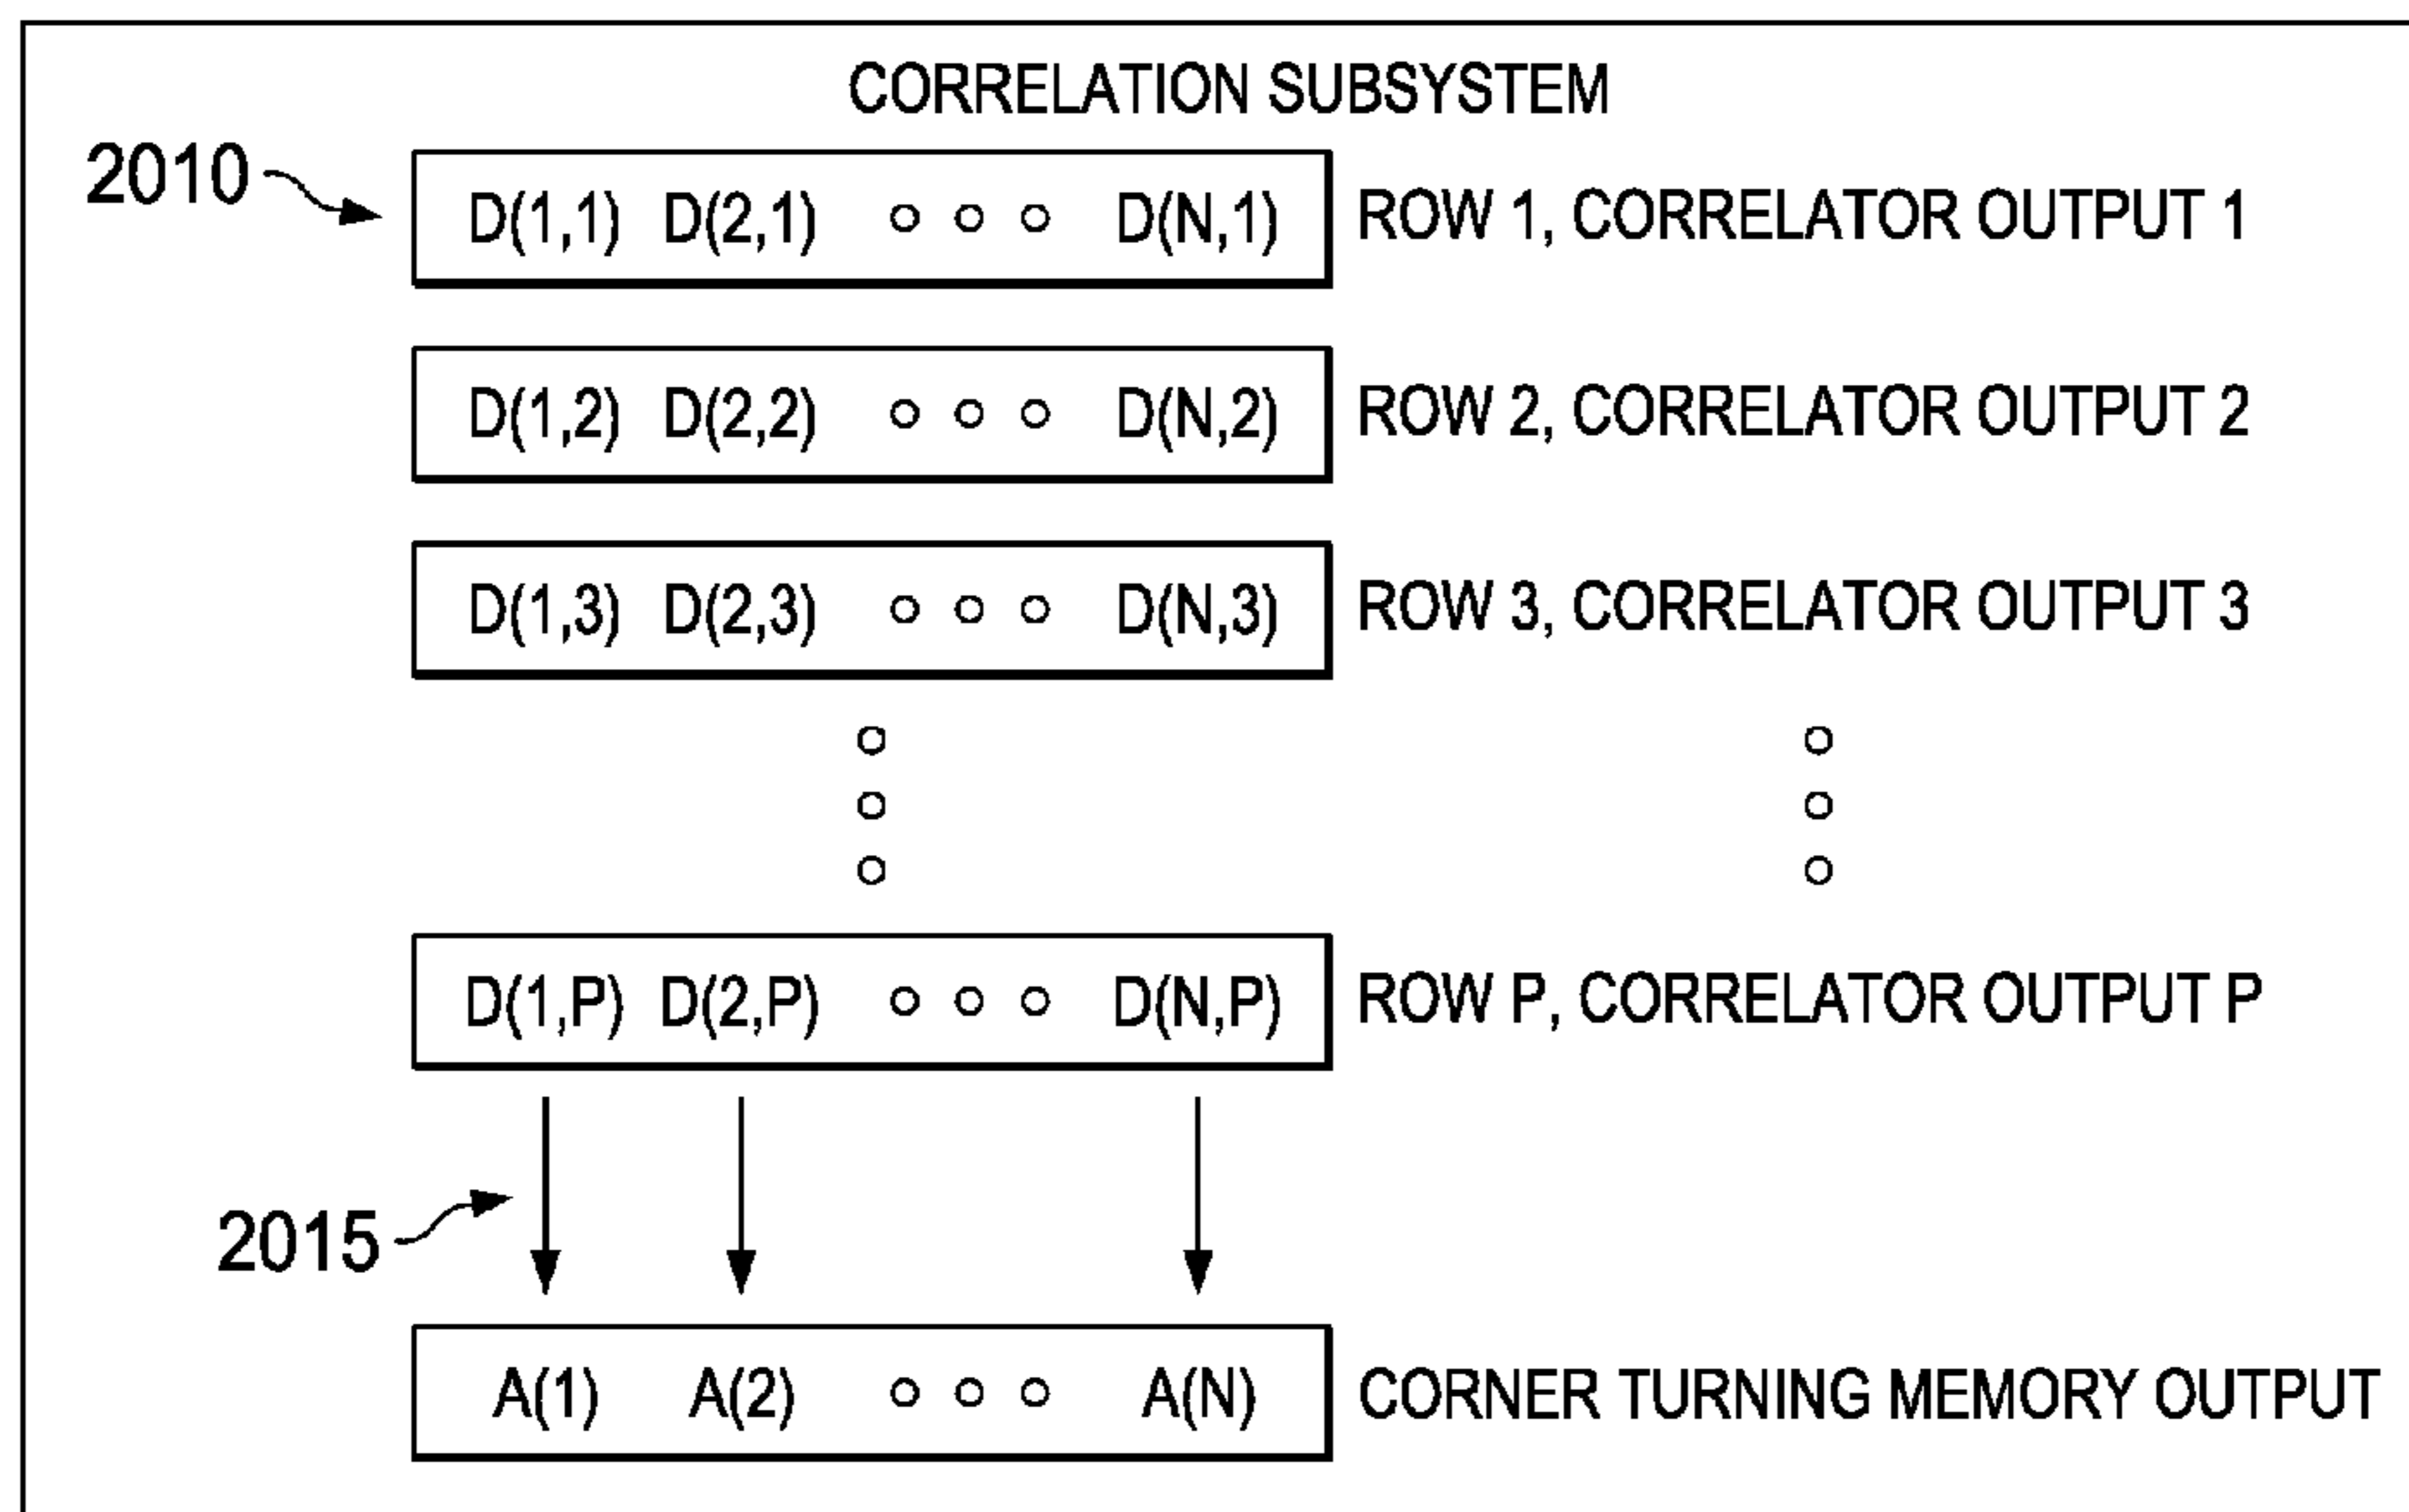 CORRELATION SUBSYSTEM
2010
D(1,1) D(2,1) D(N,1) ROW 1, CORRELATOR OUTPUT 1
D(1,2) D(2,2) D(N,2) ROW 2, CORRELATOR OUTPUT 2
D(1,3) D(2,3) D(N,3) ROW 3, CORRELATOR OUTPUT 3
D(1,P) D(2,P) D(N,P) ROW P, CORRELATOR OUTPUT P
2015
A(1) A(2) A(N) CORNER TURNING MEMORY OUTPUT